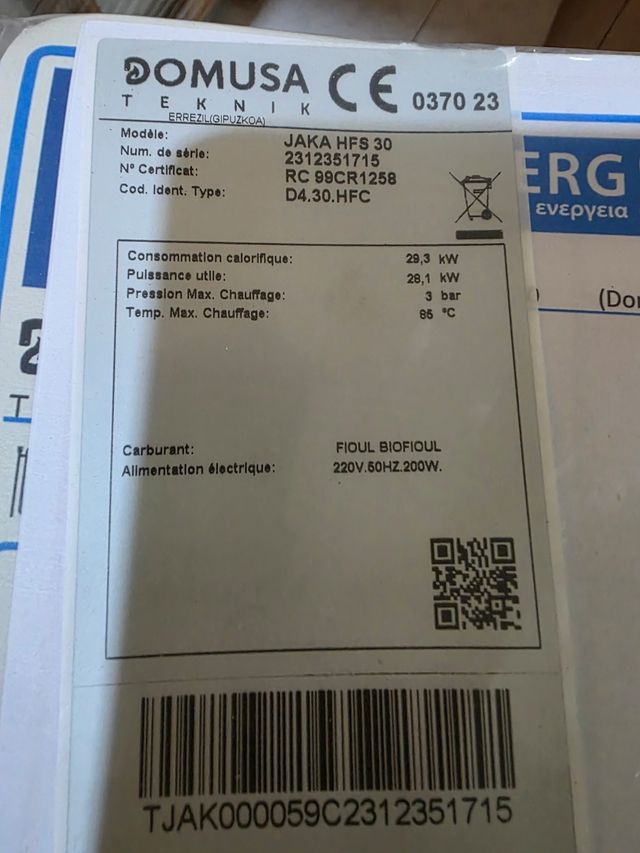 DOMUSA
TEKNIK
ERREZIL(GIPUZKOA)
CE 0370 23
Modèle: JAKA HFS 30
Num. de série: 2312351715
N° Certificat: RC 99CR1258
Cod. Ident. Type: D4.30.HFC
Consommation calorifique: 29,3 kW
Puissance utile: 28,1 kW
Pression Max. Chauffage: 3 bar
Temp. Max. Chauffage: 85 °C
Carburant: FIOUL BIOFIOUL
Alimentation électrique: 220V.50HZ.200W.
TJAK000059C2312351715
ERG
ενεργεια
(Do